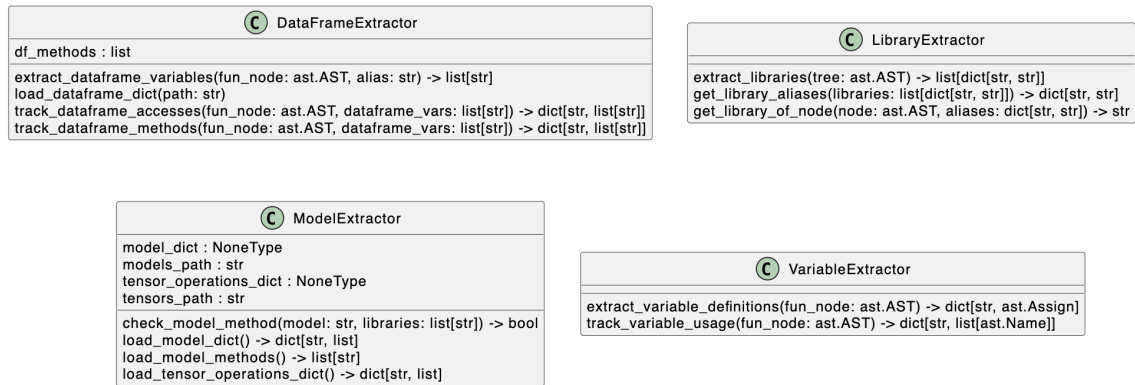 C DataFrameExtractor
df_methods : list
extract_dataframe_variables(fun_node: ast.AST, alias: str) -> list[str]
load_dataframe_dict(path: str)
track_dataframe_accesses(fun_node: ast.AST, dataframe_vars: list[str]) -> dict[str, list[str]]
track_dataframe_methods(fun_node: ast.AST, dataframe_vars: list[str]) -> dict[str, list[str]]
C LibraryExtractor
extract_libraries(tree: ast.AST) -> list[dict[str, str]]
get_library_aliases(libraries: list[dict[str, str]]) -> dict[str, str]
get_library_of_node(node: ast.AST, aliases: dict[str, str]) -> str
C ModelExtractor
model_dict : NoneType
models_path : str
tensor_operations_dict : NoneType
tensors_path : str
check_model_method(model: str, libraries: list[str]) -> bool
load_model_dict() -> dict[str, list]
load_model_methods() -> list[str]
load_tensor_operations_dict() -> dict[str, list]
C VariableExtractor
extract_variable_definitions(fun_node: ast.AST) -> dict[str, ast.Assign]
track_variable_usage(fun_node: ast.AST) -> dict[str, list[ast.Name]]